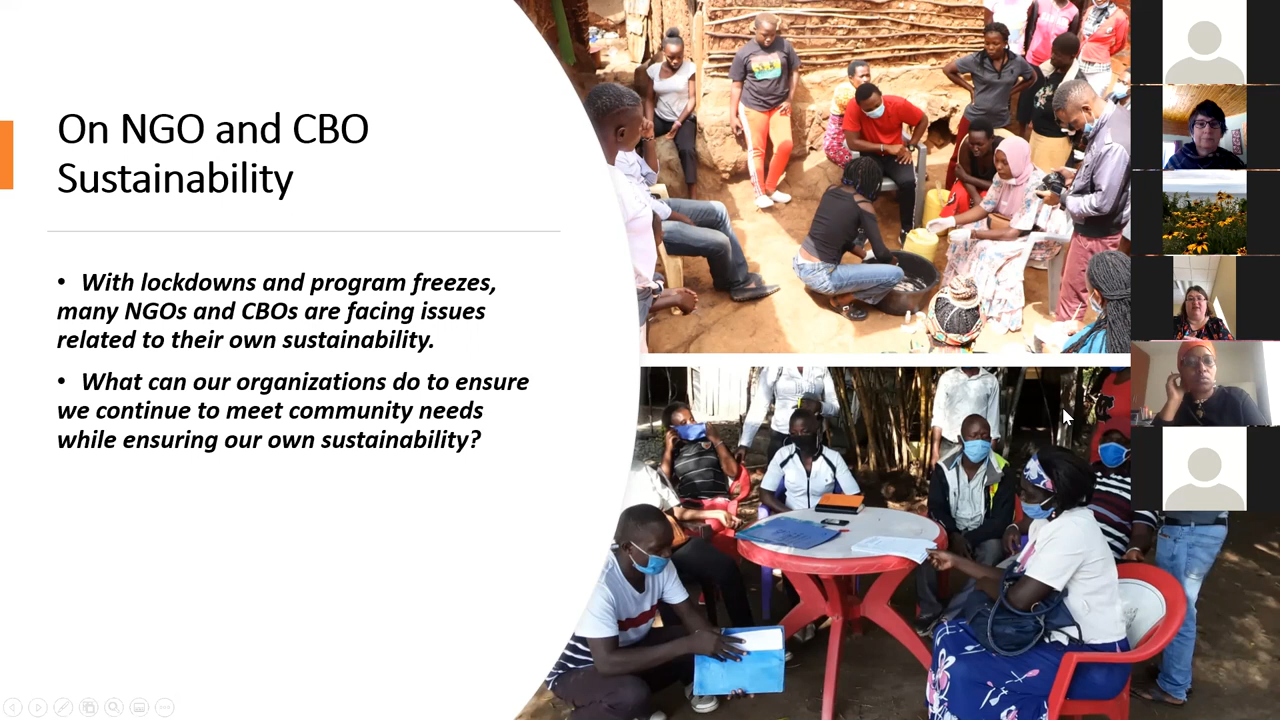 On NGO and CBO
Sustainability
• With lockdowns and program freezes,
many NGOs and CBOs are facing issues
related to their own sustainability.
• What can our organizations do to ensure
we continue to meet community needs
while ensuring our own sustainability?